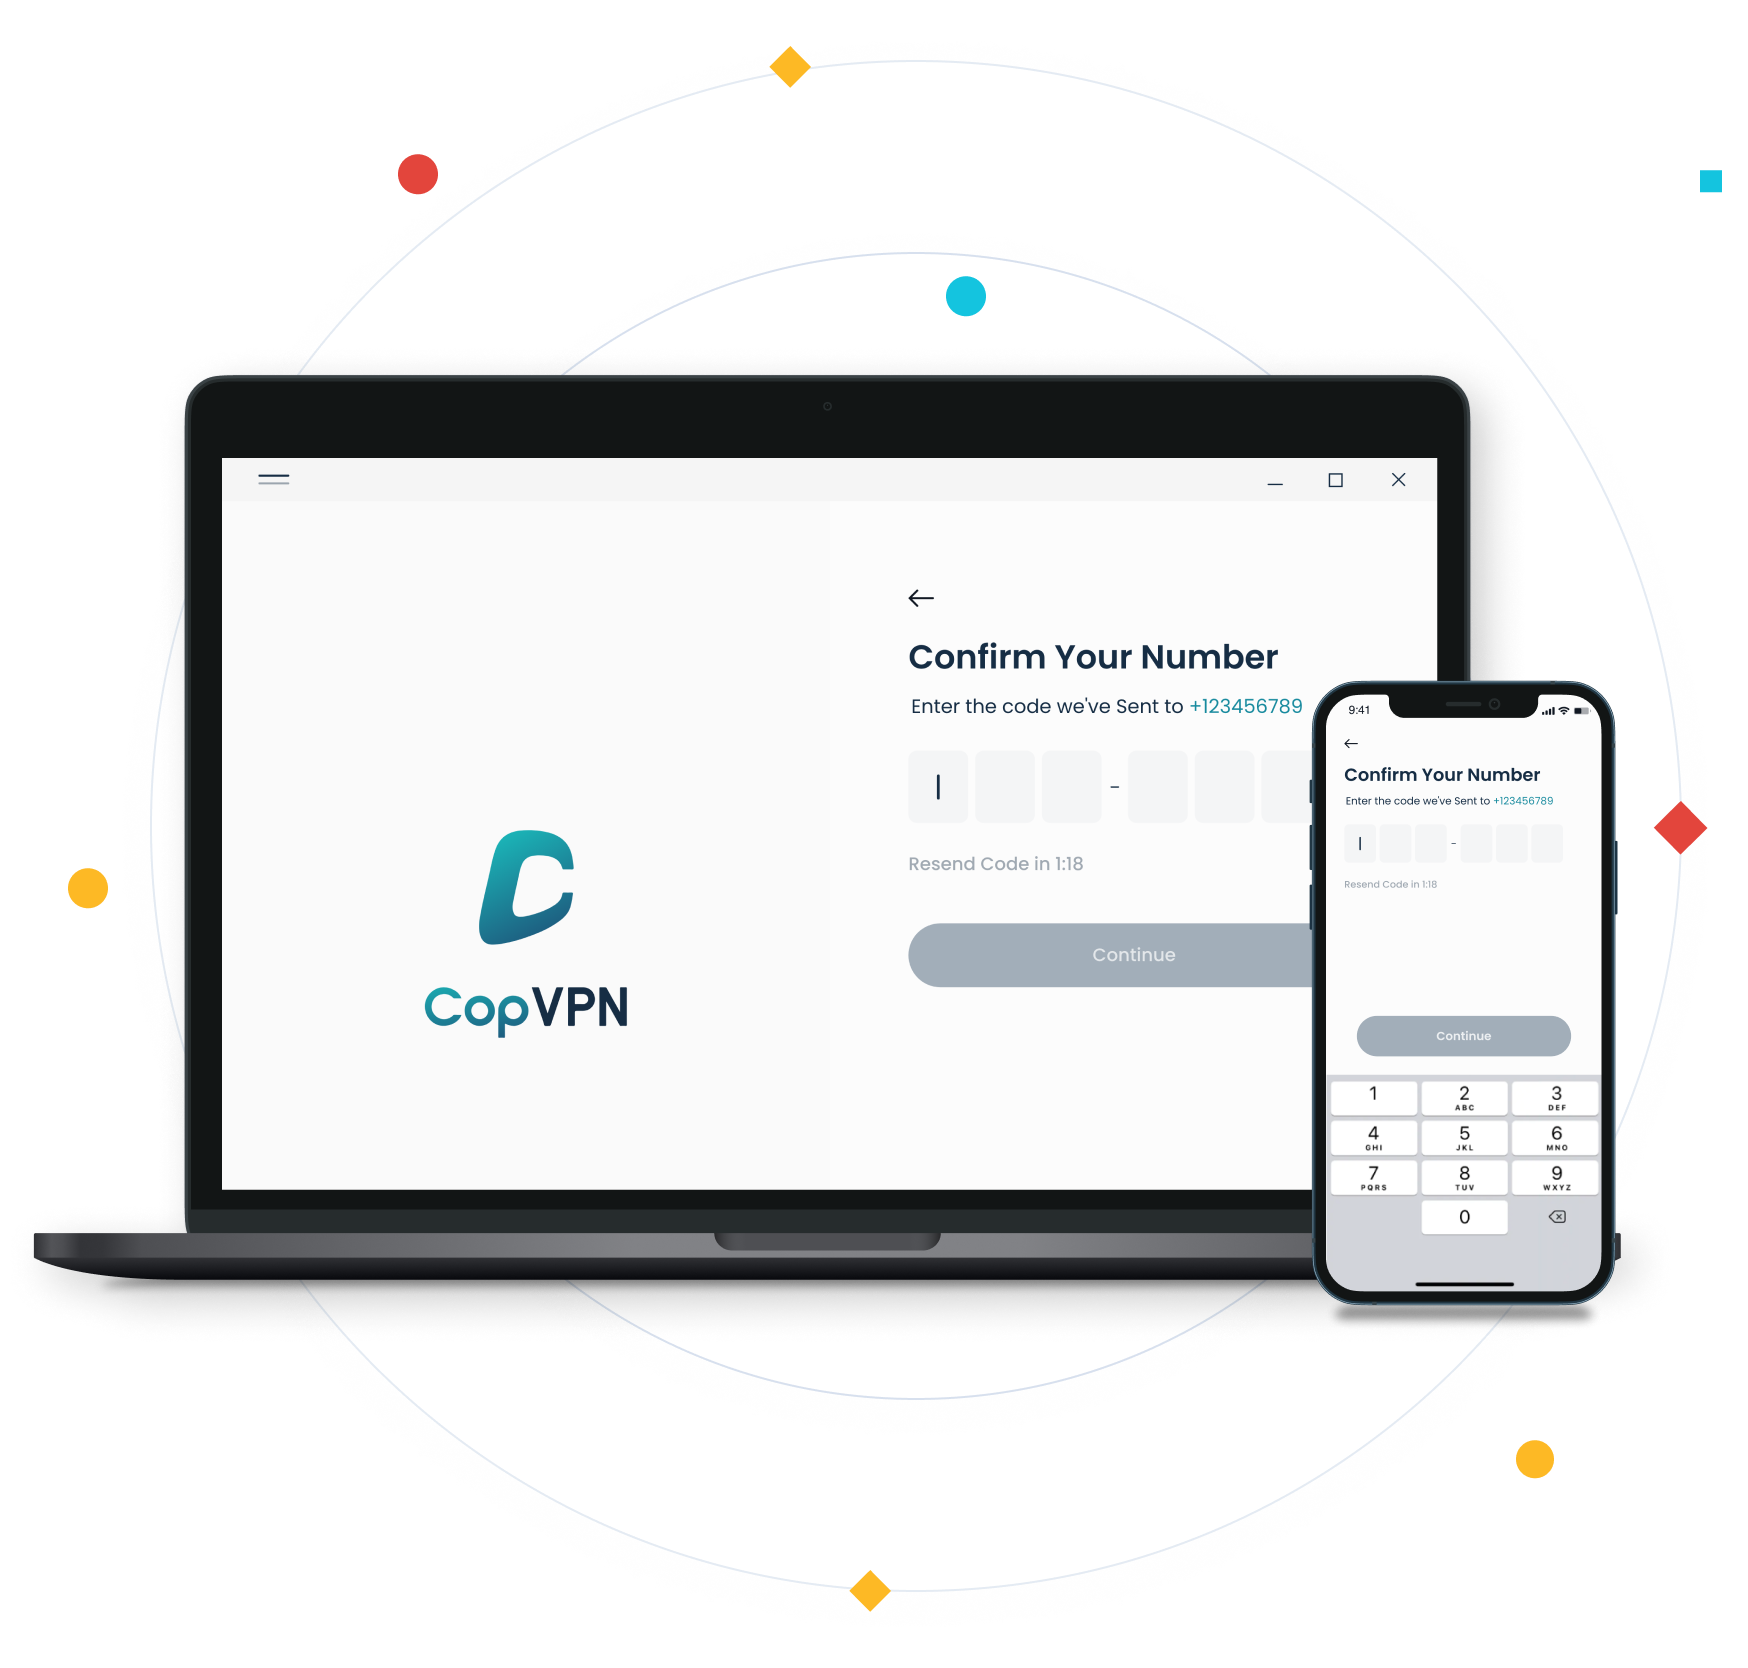 Confirm Your Number
Enter the code we've Sent to +123456789
-
Resend Code in 1:18
Continue
CopVPN
9:41
Confirm Your Number
Enter the code we've Sent to +123456789
-
Resend Code in 1:18
Continue
1 2 3
ABC DEF
4 5 6
GHI JKL MNO
7 8 9
PQRS TUV WXYZ
0